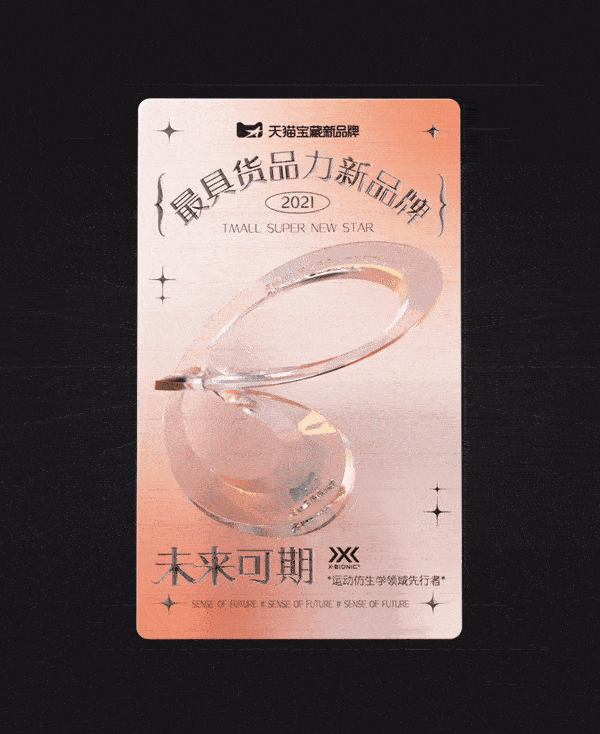 天猫宝藏新品牌
{最具货品力新品牌}
2021
TMALL SUPER NEW STAR
未来可期
X-BIONIC®
*运动仿生学领域先行者*
SENSE OF FUTURE # SENSE OF FUTURE # SENSE OF FUTURE